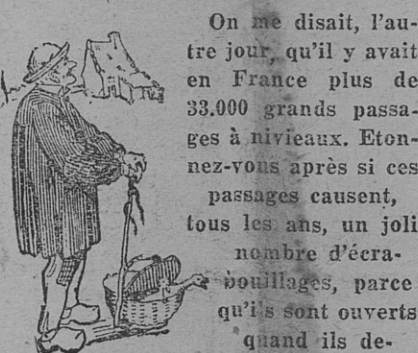 On me disait, l'au-
tre jour, qu'il y avait
en France plus de
33.000 grands passa-
ges à nivieaux. Eton-
nez-vous après si ces
passages causent,
tous les ans, un joli
nombre d'écra-
bouillages, parce
qu'i's sont ouverts
quand ils de-